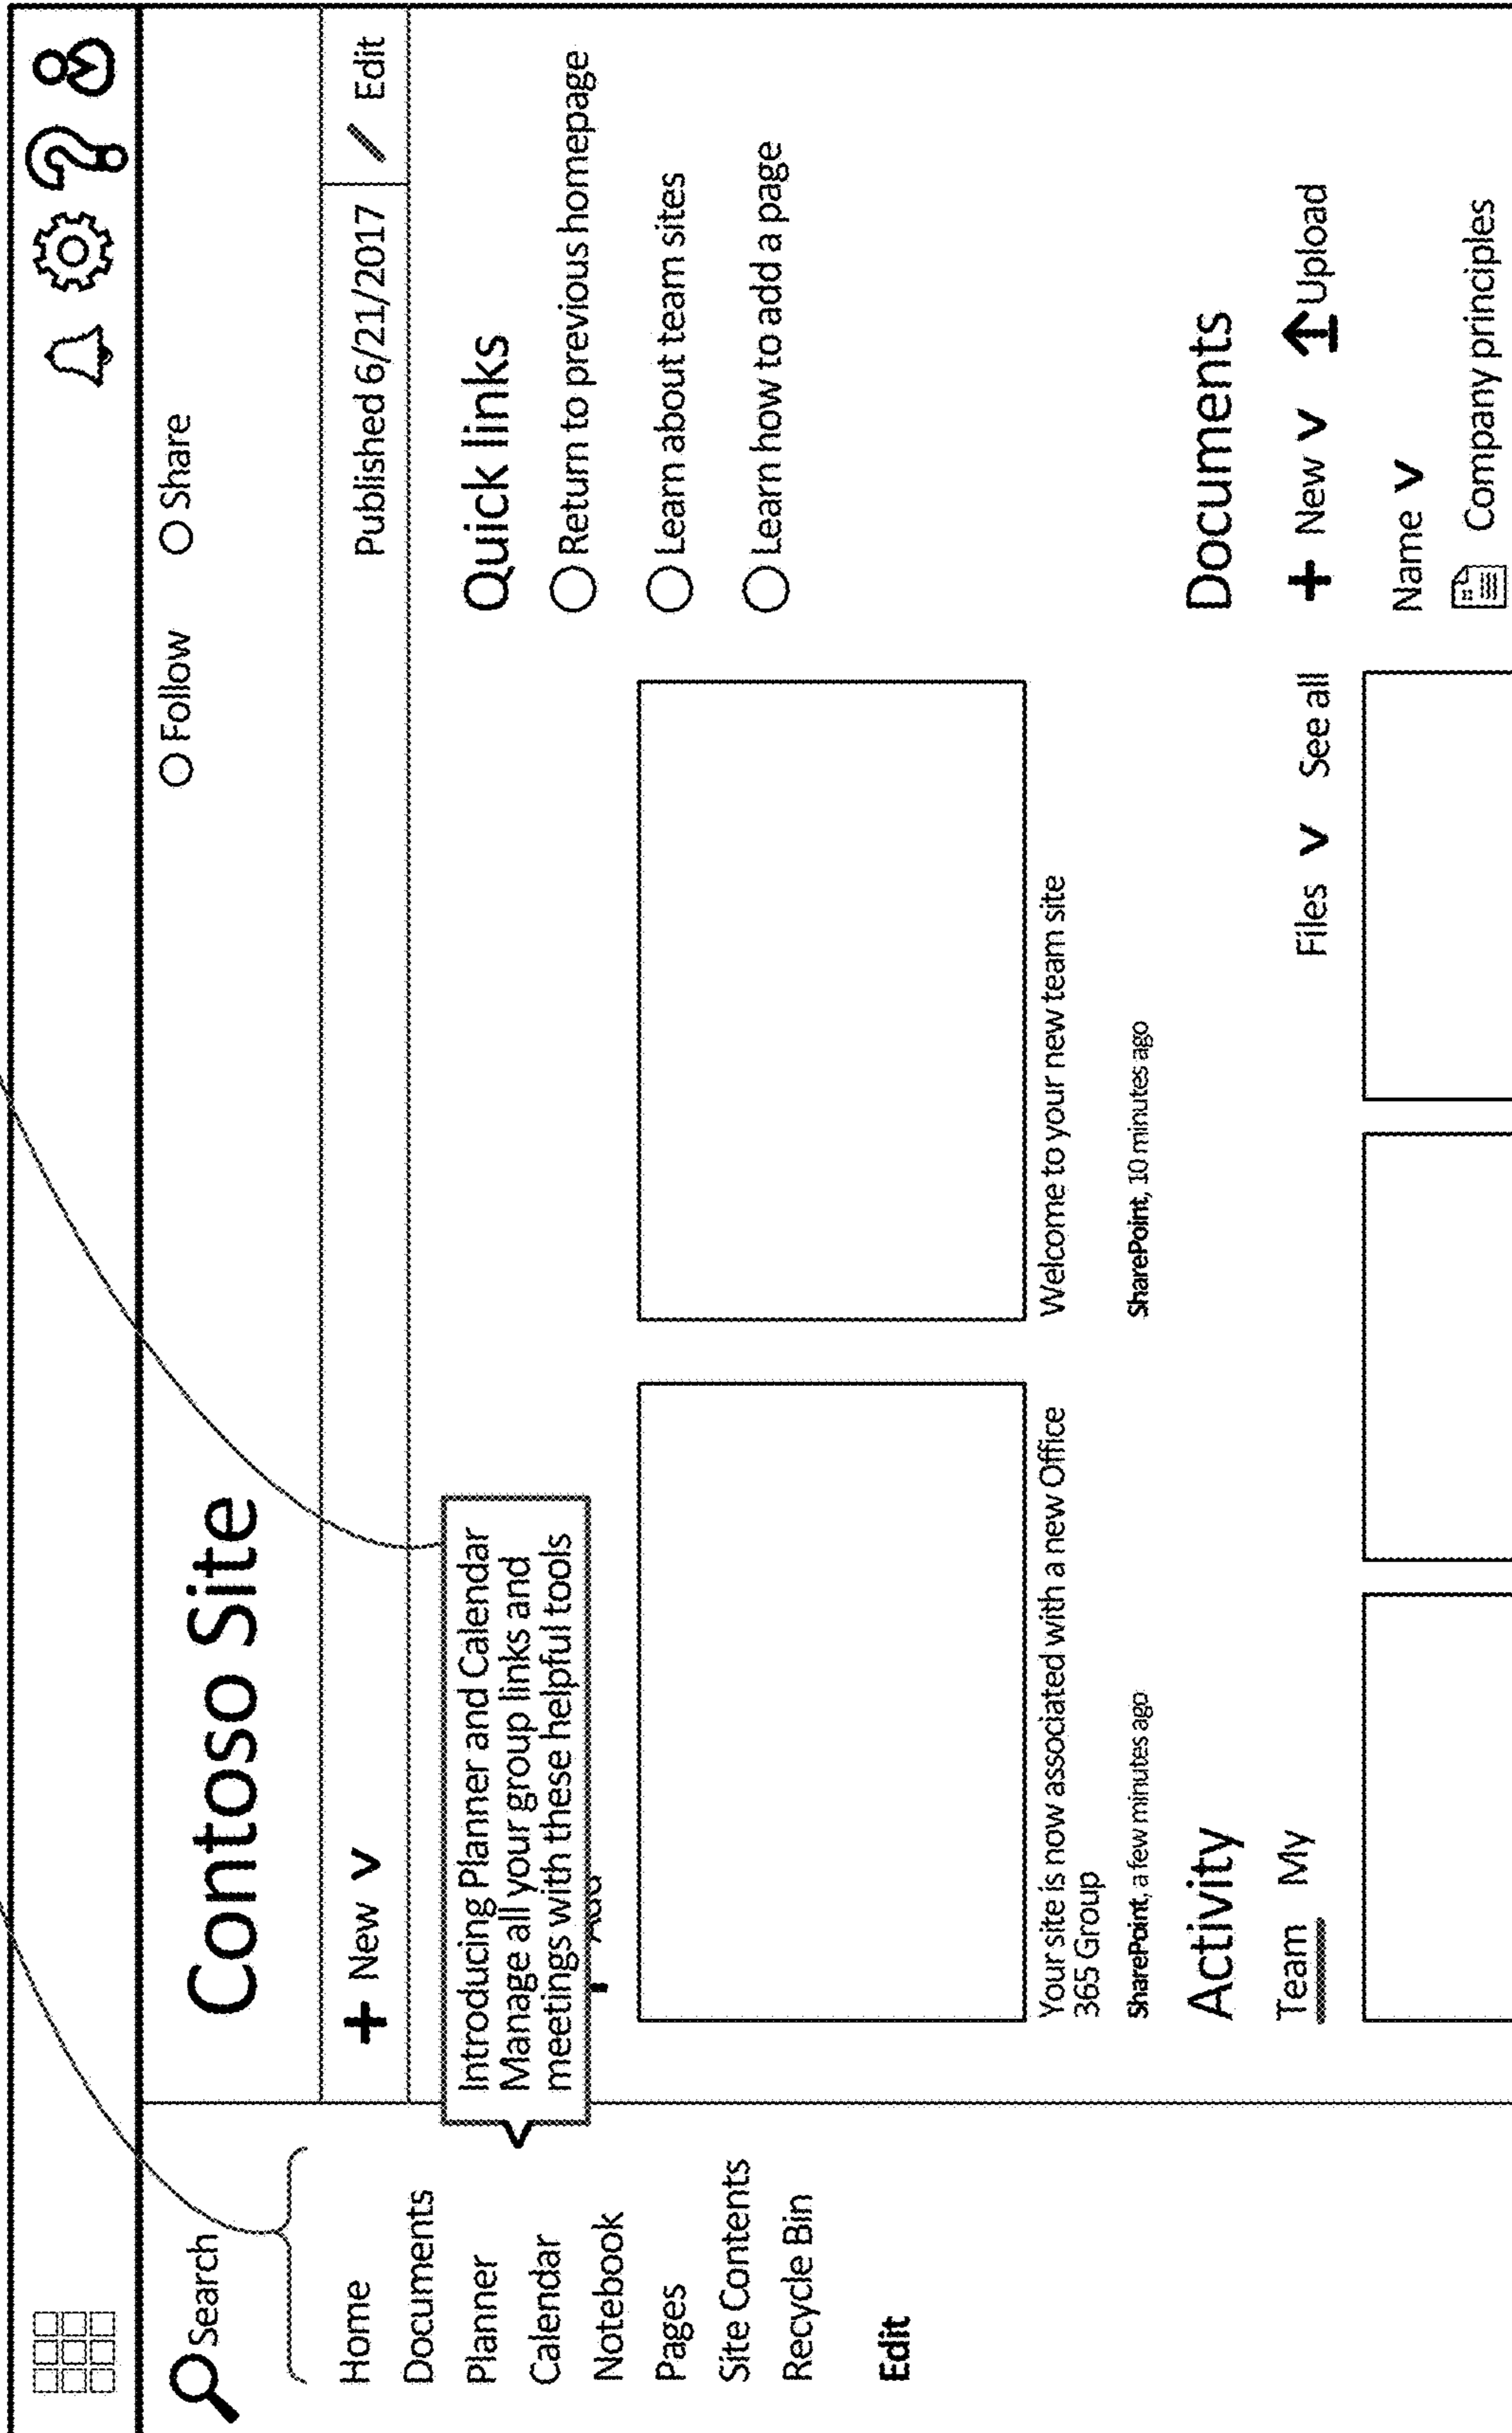 Search
Home
Documents
Planner
Calendar
Notebook
Pages
Site Contents
Recycle Bin
Edit
Contoso Site
Follow
Share
New
Published 6/21/2017
Edit
Introducing Planner and Calendar
Manage all your group links and
meetings with these helpful tools
Your site is now associated with a new Office
365 Group
SharePoint, a few minutes ago
Welcome to your new team site
SharePoint, 10 minutes ago
Quick links
Return to previous homepage
Learn about team sites
Learn how to add a page
Activity
Team My
Files See all
Documents
New Upload
Name
Company principles